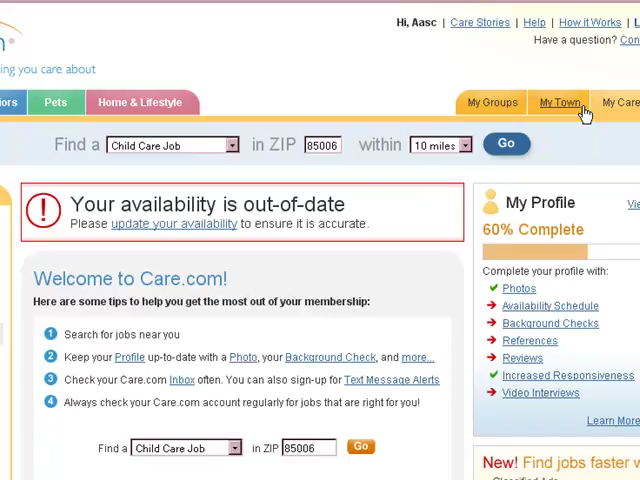 Hi, Aasc | Care Stories | Help | How it Works |
Have a question?
ing you care about
Pets Home & Lifestyle My Groups My Town My Care
Find a Child Care Job in ZIP 85006 within 10 miles Go
! Your availability is out-of-date
Please update your availability to ensure it is accurate.
My Profile
60% Complete
Complete your profile with:
Photos
Availability Schedule
Background Checks
References
Reviews
Increased Responsiveness
Video Interviews
Learn More
Welcome to Care.com!
Here are some tips to help you get the most out of your membership:
1 Search for jobs near you
2 Keep your Profile up-to-date with a Photo, your Background Check, and more...
3 Check your Care.com Inbox often. You can also sign-up for Text Message Alerts
4 Always check your Care.com account regularly for jobs that are right for you!
Find a Child Care Job in ZIP 85006 Go
New! Find jobs faster